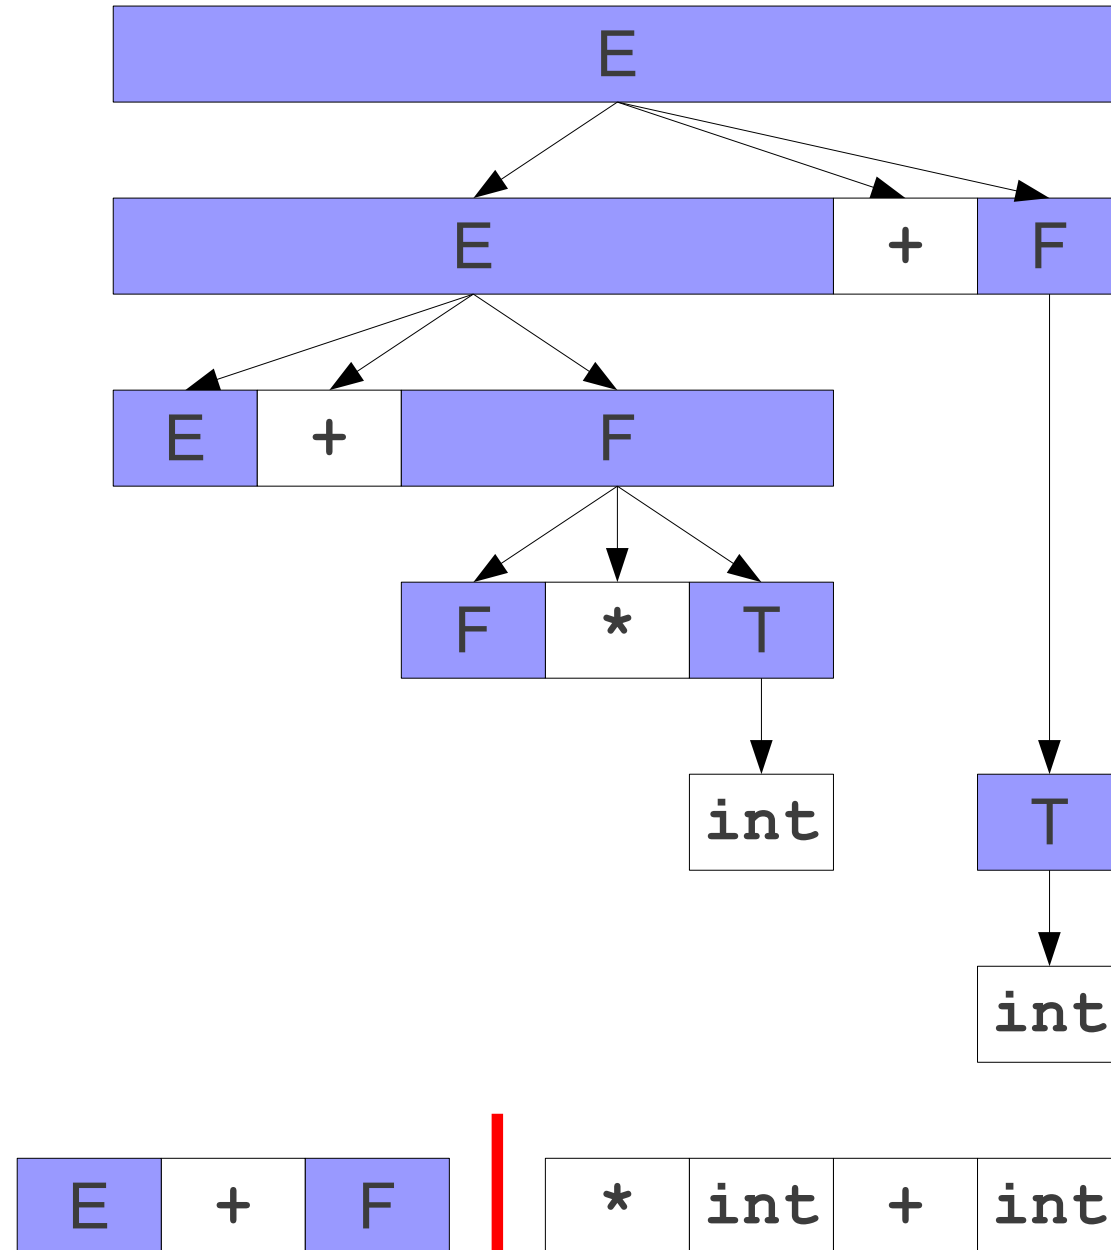 E
E + F
E + F
F * T
int T
int
E + F * int + int